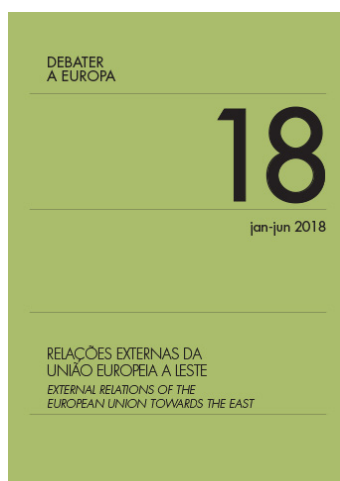 DEBATER
A EUROPA
18
jan-jun 2018
RELAÇÕES EXTERNAS DA
UNIÃO EUROPEIA A LESTE
EXTERNAL RELATIONS OF THE
EUROPEAN UNION TOWARDS THE EAST